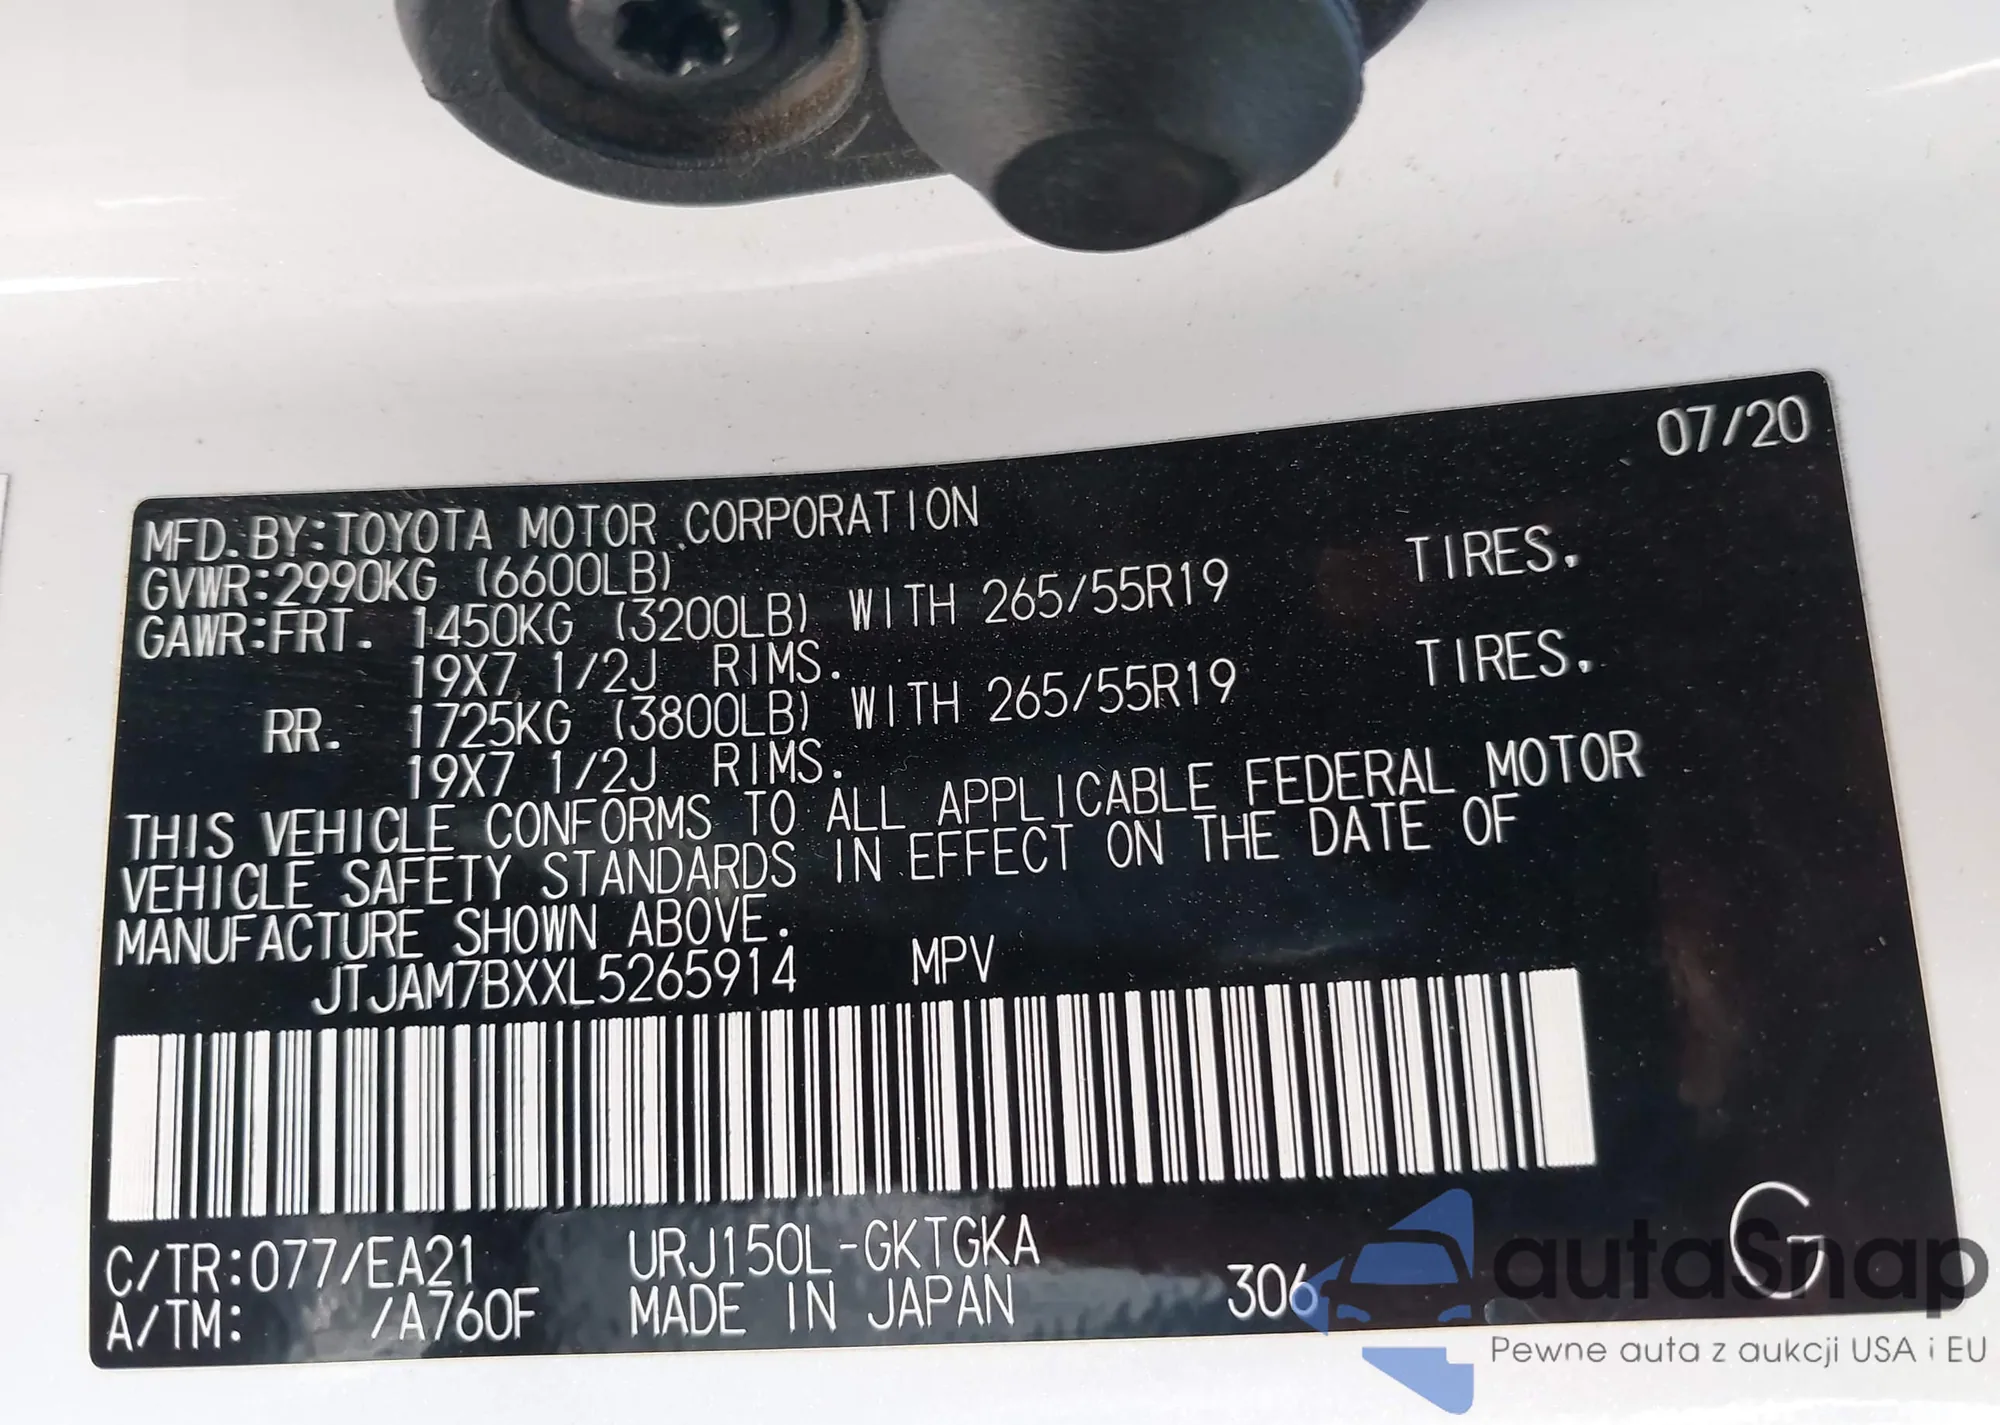 07/20
MFD. BY: TOYOTA MOTOR CORPORATION
GVWR: 2990KG (6600LB)
GAWR: FRT. 1450KG (3200LB) WITH 265/55R19 TIRES.
19X7 1/2J RIMS.
RR. 1725KG (3800LB) WITH 265/55R19 TIRES.
19X7 1/2J RIMS.
THIS VEHICLE CONFORMS TO ALL APPLICABLE FEDERAL MOTOR
VEHICLE SAFETY STANDARDS IN EFFECT ON THE DATE OF
MANUFACTURE SHOWN ABOVE.
JTJAM7BXXL5265914 MPV
C/TR: 077/EA21 URJ150L-GKTGKA
A/TM: /A760F MADE IN JAPAN 306 G
autaSnap
Pewne auta z aukcji USA i EU